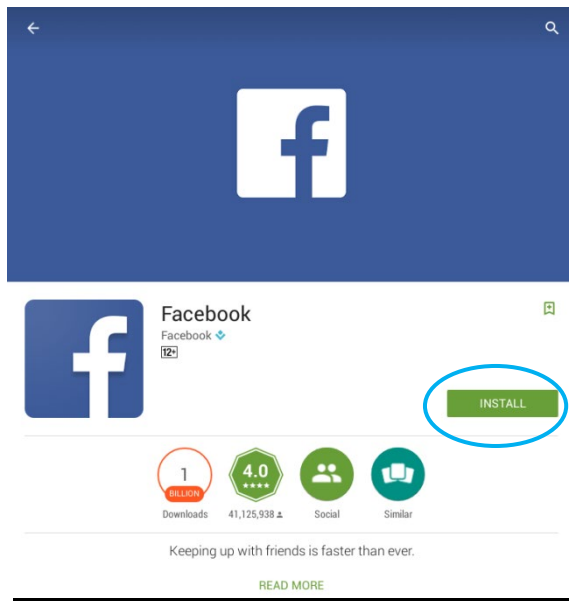 f
Facebook
f
Facebook
12+
INSTALL
1
BILLION
4.0
Downloads
41,125,938
Social
Similar
Keeping up with friends is faster than ever.
READ MORE